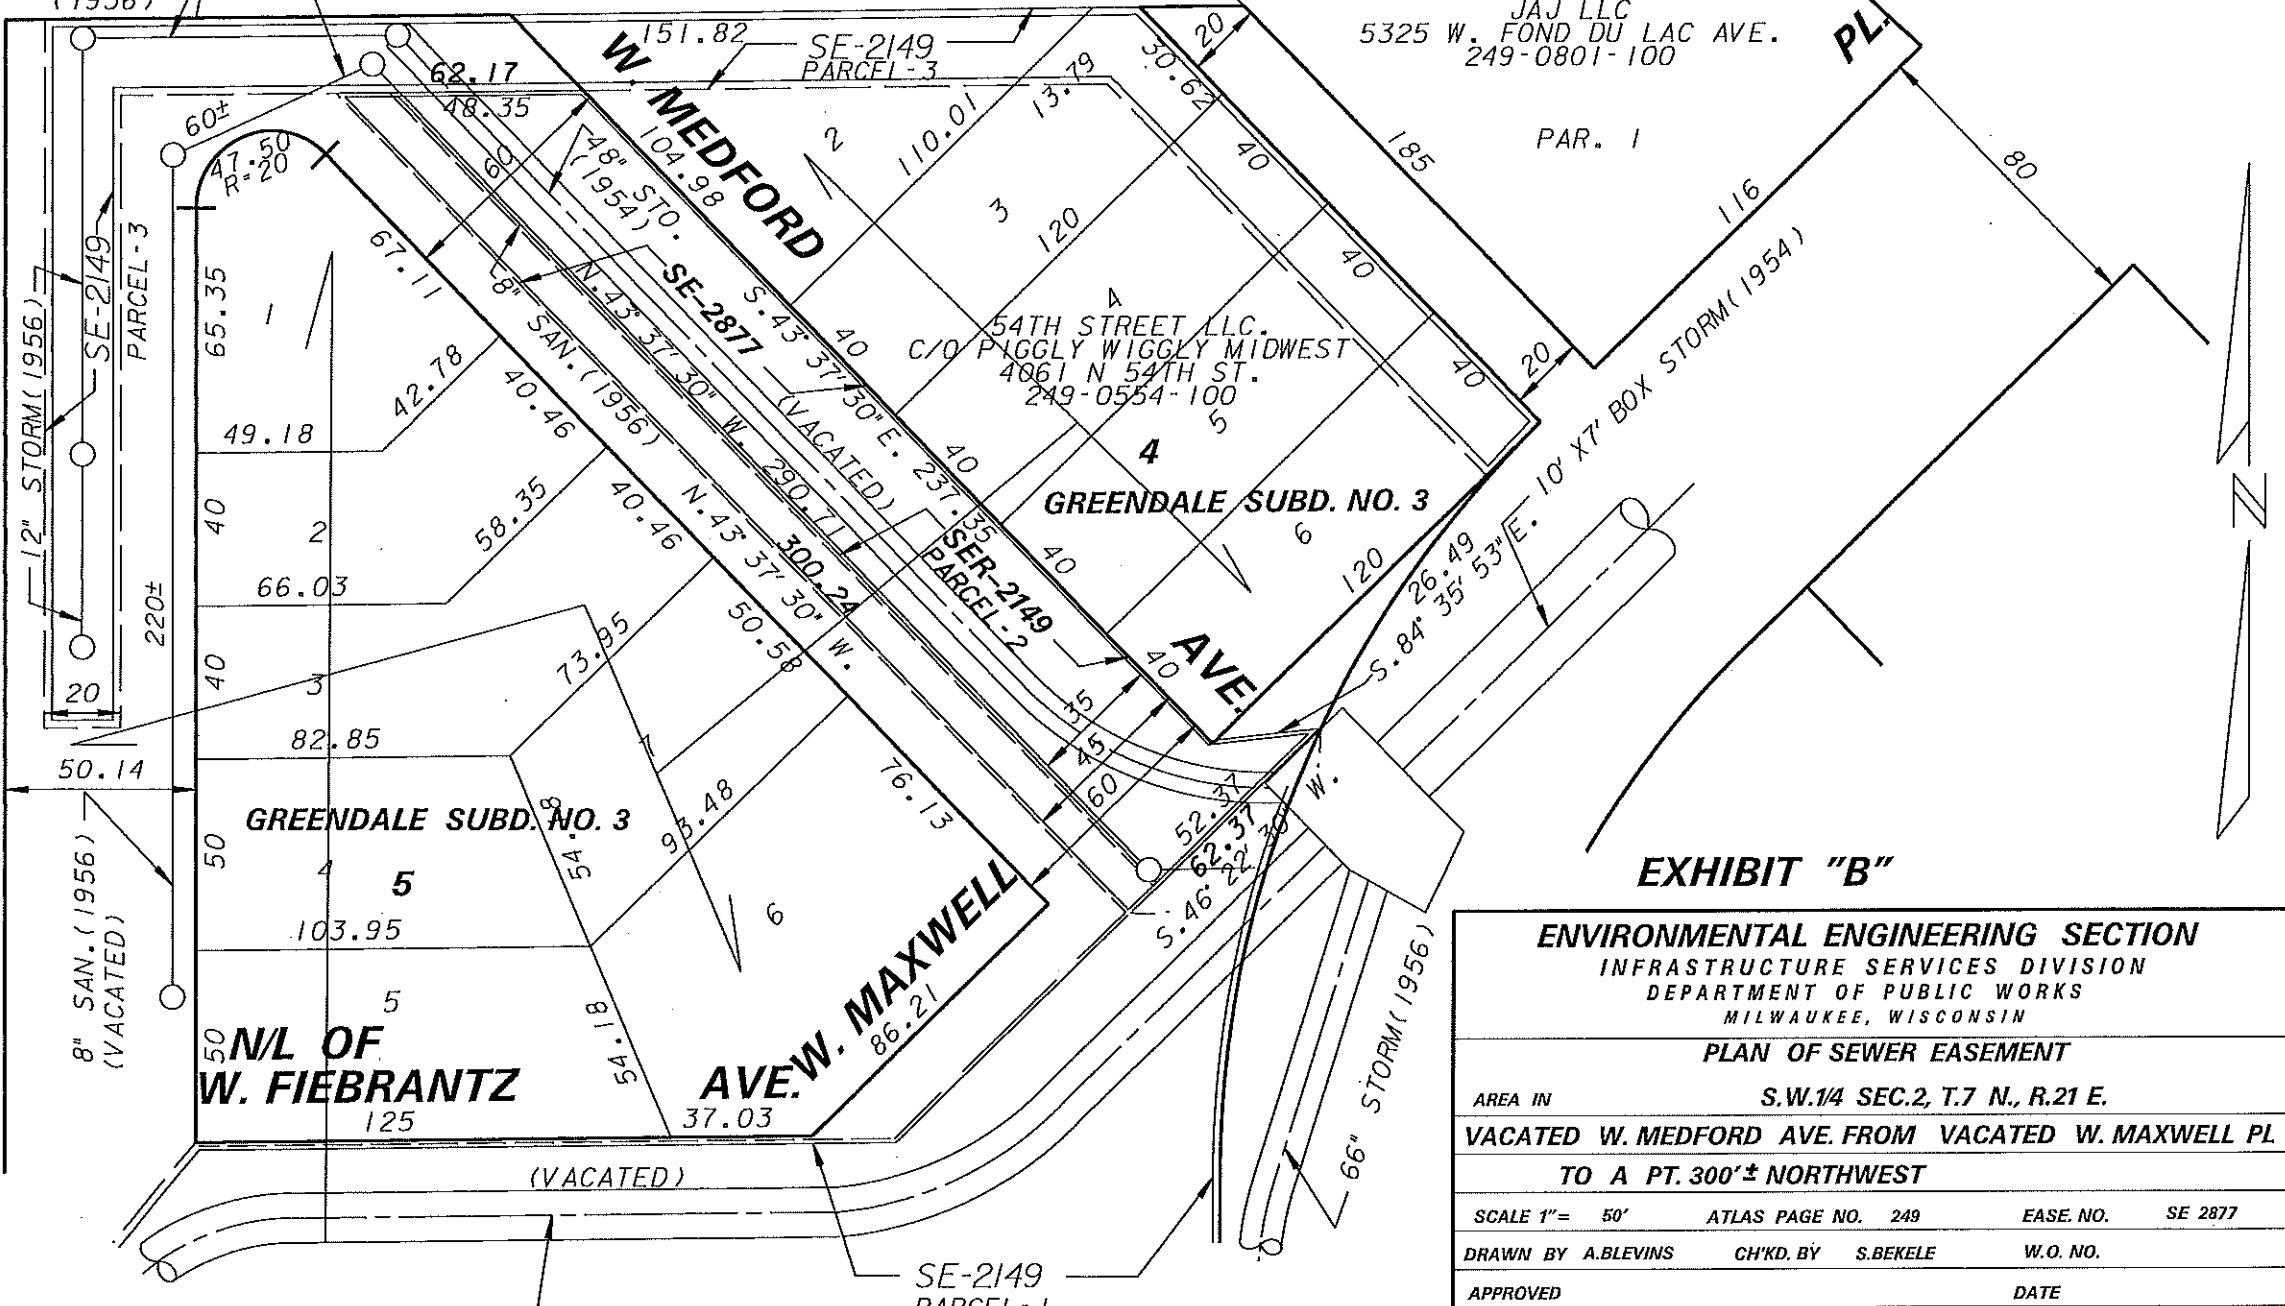 (1956)
JAJ LLC
5325 W. FOND DU LAC AVE.
249-0801-100
PAR. 1
PL.
151.82
SE-2149
PARCEL-3
20
30.62
62.17
48.35
W. MEDFORD
13.79
110.01
2
60±
47.50
R=20
60
48" STO.
(1954)
104.98
3
120
40
185
116
80
SE-2149
PARCEL-3
12" STORM(1956)
65.35
1
67.11
8" SAN.(1956)
N.43° 37' 30" W. 290.71
SE-2877
(VACATED)
S.43° 37' 30" E. 237.35
40
40
40
20
10' X7' BOX STORM(1954)
4
54TH STREET LLC.
C/O PIGGLY WIGGLY MIDWEST
4061 N 54TH ST.
249-0554-100
5
4
GREENDALE SUBD. NO. 3
6
42.78
40.46
49.18
40
2
58.35
40.46
66.03
N.43° 37' 30" W.
300.24
40
40
SER-2149
PARCEL-2
120
26.49
S.84° 35' 53" E.
N
220±
50.58
73.95
40
3
20
82.85
50.14
7
40
AVE.
35
45
60
76.13
93.48
54.18
GREENDALE SUBD. NO. 3
50
4
5
103.95
52.37
62.37
S.46° 22' 30" W.
8" SAN.(1956)
(VACATED)
6
5
50
54.18
N/L OF
W. FIEBRANTZ
AVE.
W. MAXWELL
86.21
125
37.03
(VACATED)
66" STORM(1956)
SE-2149
PARCEL-1
EXHIBIT "B"
ENVIRONMENTAL ENGINEERING SECTION
INFRASTRUCTURE SERVICES DIVISION
DEPARTMENT OF PUBLIC WORKS
MILWAUKEE, WISCONSIN
PLAN OF SEWER EASEMENT
AREA IN S.W.1/4 SEC.2, T.7 N., R.21 E.
VACATED W. MEDFORD AVE. FROM VACATED W. MAXWELL PL
TO A PT. 300'± NORTHWEST
SCALE 1"= 50' ATLAS PAGE NO. 249 EASE. NO. SE 2877
DRAWN BY A.BLEVINS CH'KD. BY S.BEKELE W.O. NO.
APPROVED DATE